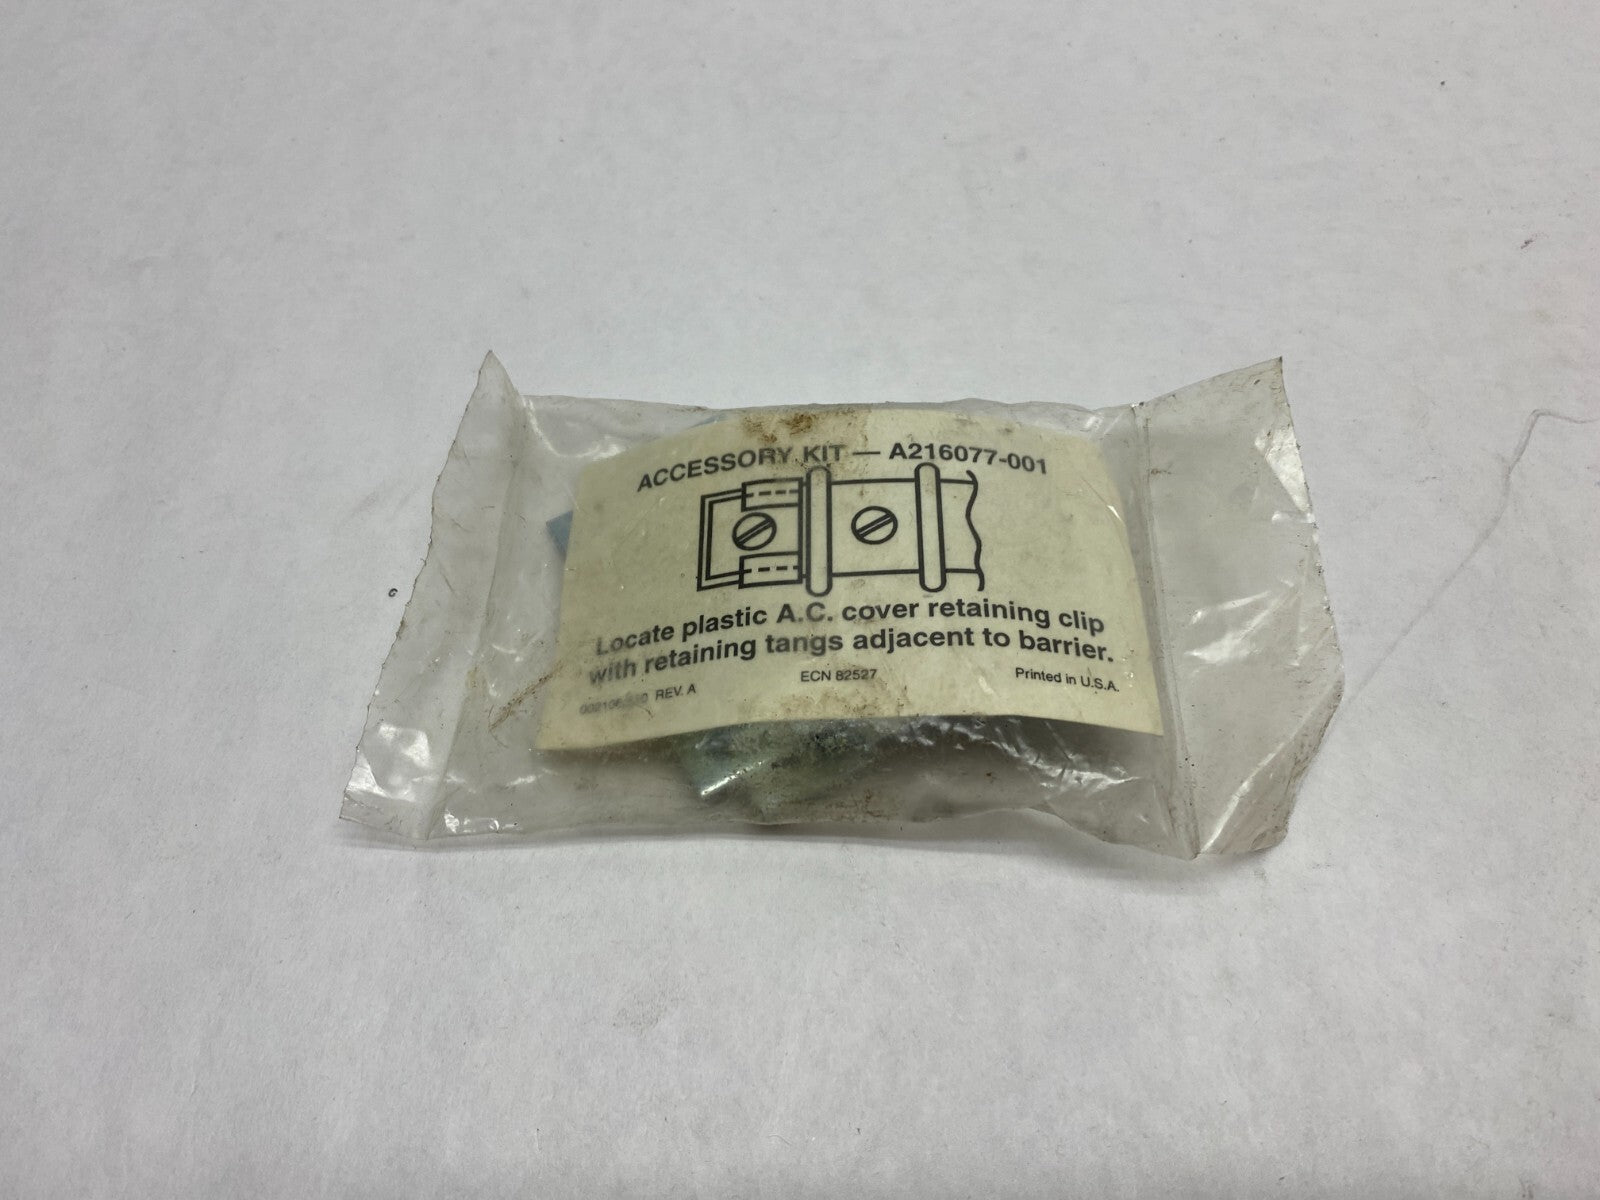 ACCESSORY KIT — A216077-001
Locate plastic A.C. cover retaining clip
with retaining tangs adjacent to barrier.
REV. A ECN 82527 Printed in U.S.A.